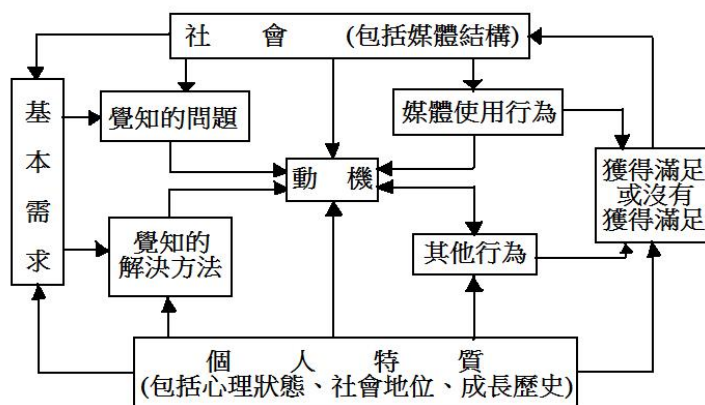 社 會 (包括媒體結構)
基本需求
覺知的問題
媒體使用行為
動 機
獲得滿足
或沒有
獲得滿足
覺知的
解決方法
其他行為
個 人 特 質
(包括心理狀態、社會地位、成長歷史)